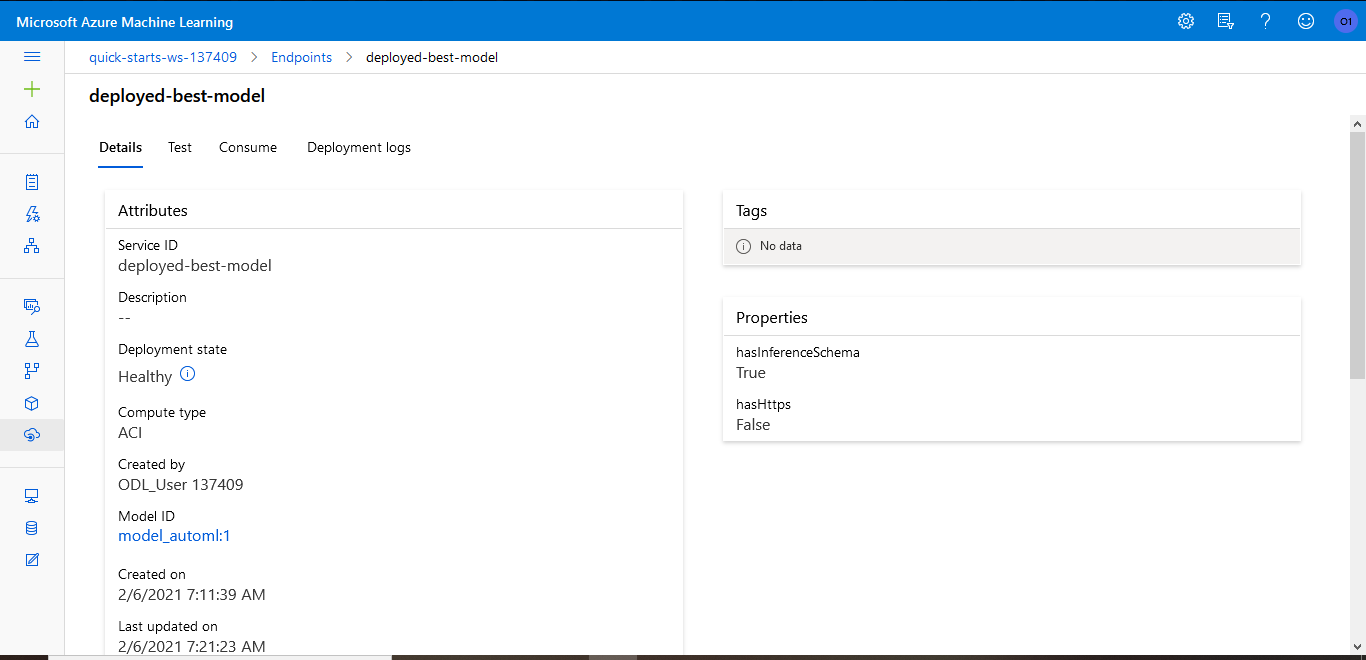 Microsoft Azure Machine Learning
O1
quick-starts-ws-137409 > Endpoints > deployed-best-model
deployed-best-model
Details Test Consume Deployment logs
Attributes
Service ID
deployed-best-model
Description
--
Deployment state
Healthy
Compute type
ACI
Created by
ODL_User 137409
Model ID
model_automl:1
Created on
2/6/2021 7:11:39 AM
Last updated on
2/6/2021 7:21:23 AM
Tags
No data
Properties
hasInferenceSchema
True
hasHttps
False